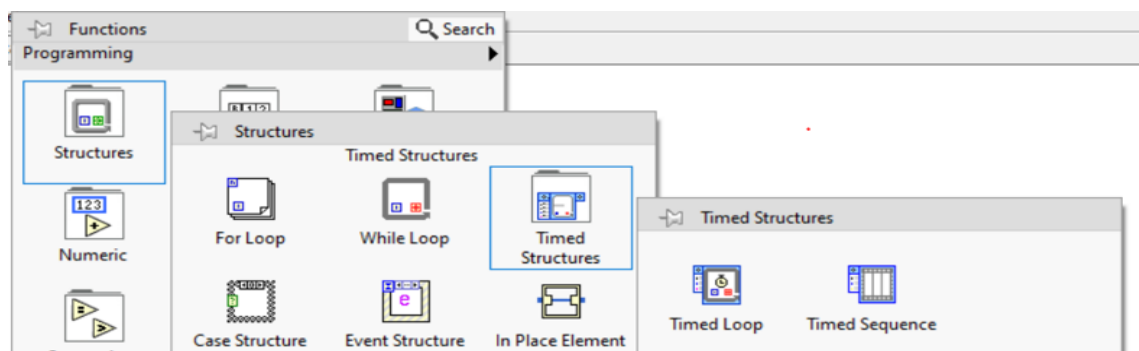 Functions
Search
Programming
Structures
Numeric
123
Structures
Timed Structures
For Loop
While Loop
Timed
Structures
Case Structure
Event Structure
In Place Element
Timed Structures
Timed Loop
Timed Sequence